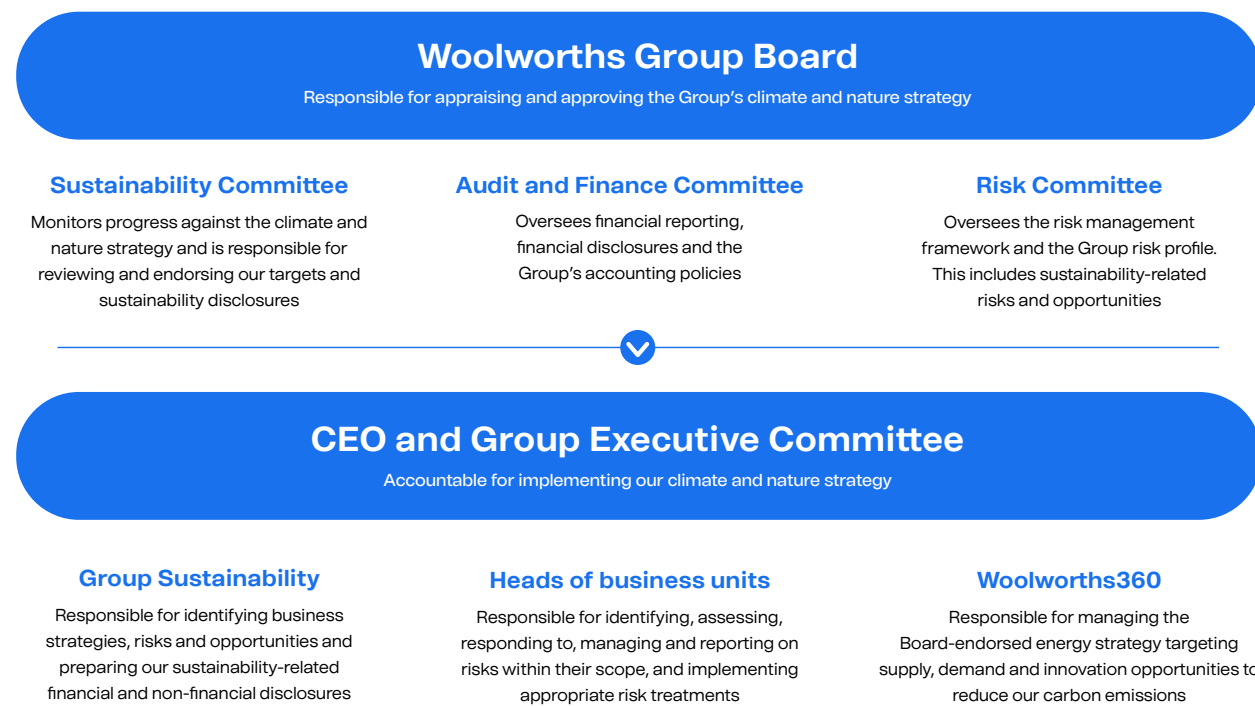 Woolworths Group Board
Responsible for appraising and approving the Group's climate and nature strategy
Sustainability Committee
Monitors progress against the climate and
nature strategy and is responsible for
reviewing and endorsing our targets and
sustainability disclosures
Audit and Finance Committee
Oversees financial reporting,
financial disclosures and the
Group's accounting policies
Risk Committee
Oversees the risk management
framework and the Group risk profile.
This includes sustainability-related
risks and opportunities
CEO and Group Executive Committee
Accountable for implementing our climate and nature strategy
Group Sustainability
Responsible for identifying business
strategies, risks and opportunities and
preparing our sustainability-related
financial and non-financial disclosures
Heads of business units
Responsible for identifying, assessing,
responding to, managing and reporting on
risks within their scope, and implementing
appropriate risk treatments
Woolworths360
Responsible for managing the
Board-endorsed energy strategy targeting
supply, demand and innovation opportunities to
reduce our carbon emissions